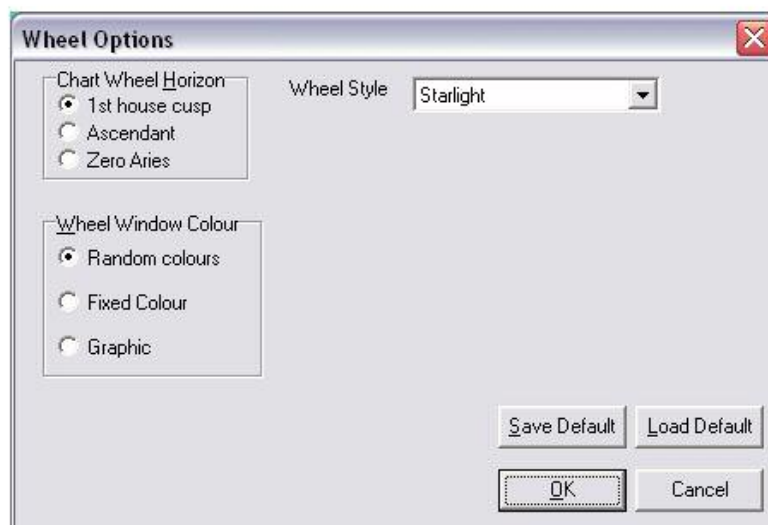 Wheel Options
Chart Wheel Horizon
1st house cusp
Ascendant
Zero Aries
Wheel Style
Starlight
Wheel Window Colour
Random colours
Fixed Colour
Graphic
Save Default
Load Default
OK
Cancel